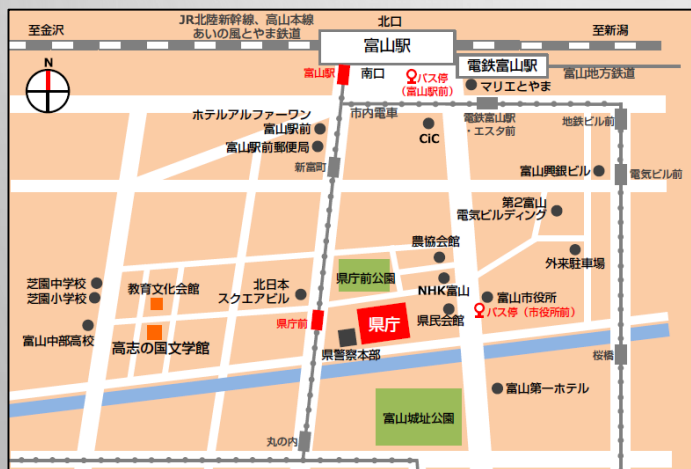 至金沢
JR北陸新幹線、高山本線
あいの風とやま鉄道
北口
至新潟
富山駅
電鉄富山駅
N
富山駅
南口
バス停
(富山駅前)
富山地方鉄道
マリエとやま
ホテルアルファーワン
富山駅前
富山駅前郵便局
市内電車
CiC
電鉄富山駅
・エスタ前
地鉄ビル前
新富町
富山興銀ビル
電気ビル前
第2富山
電気ビルディング
農協会館
外来駐車場
芝園中学校
芝園小学校
教育文化会館
北日本
スクエアビル
県庁前公園
NHK富山
富山市役所
バス停(市役所前)
富山中部高校
高志の国文学館
県庁前
県庁
県民会館
県警察本部
桜橋
富山第一ホテル
富山城址公園
丸の内